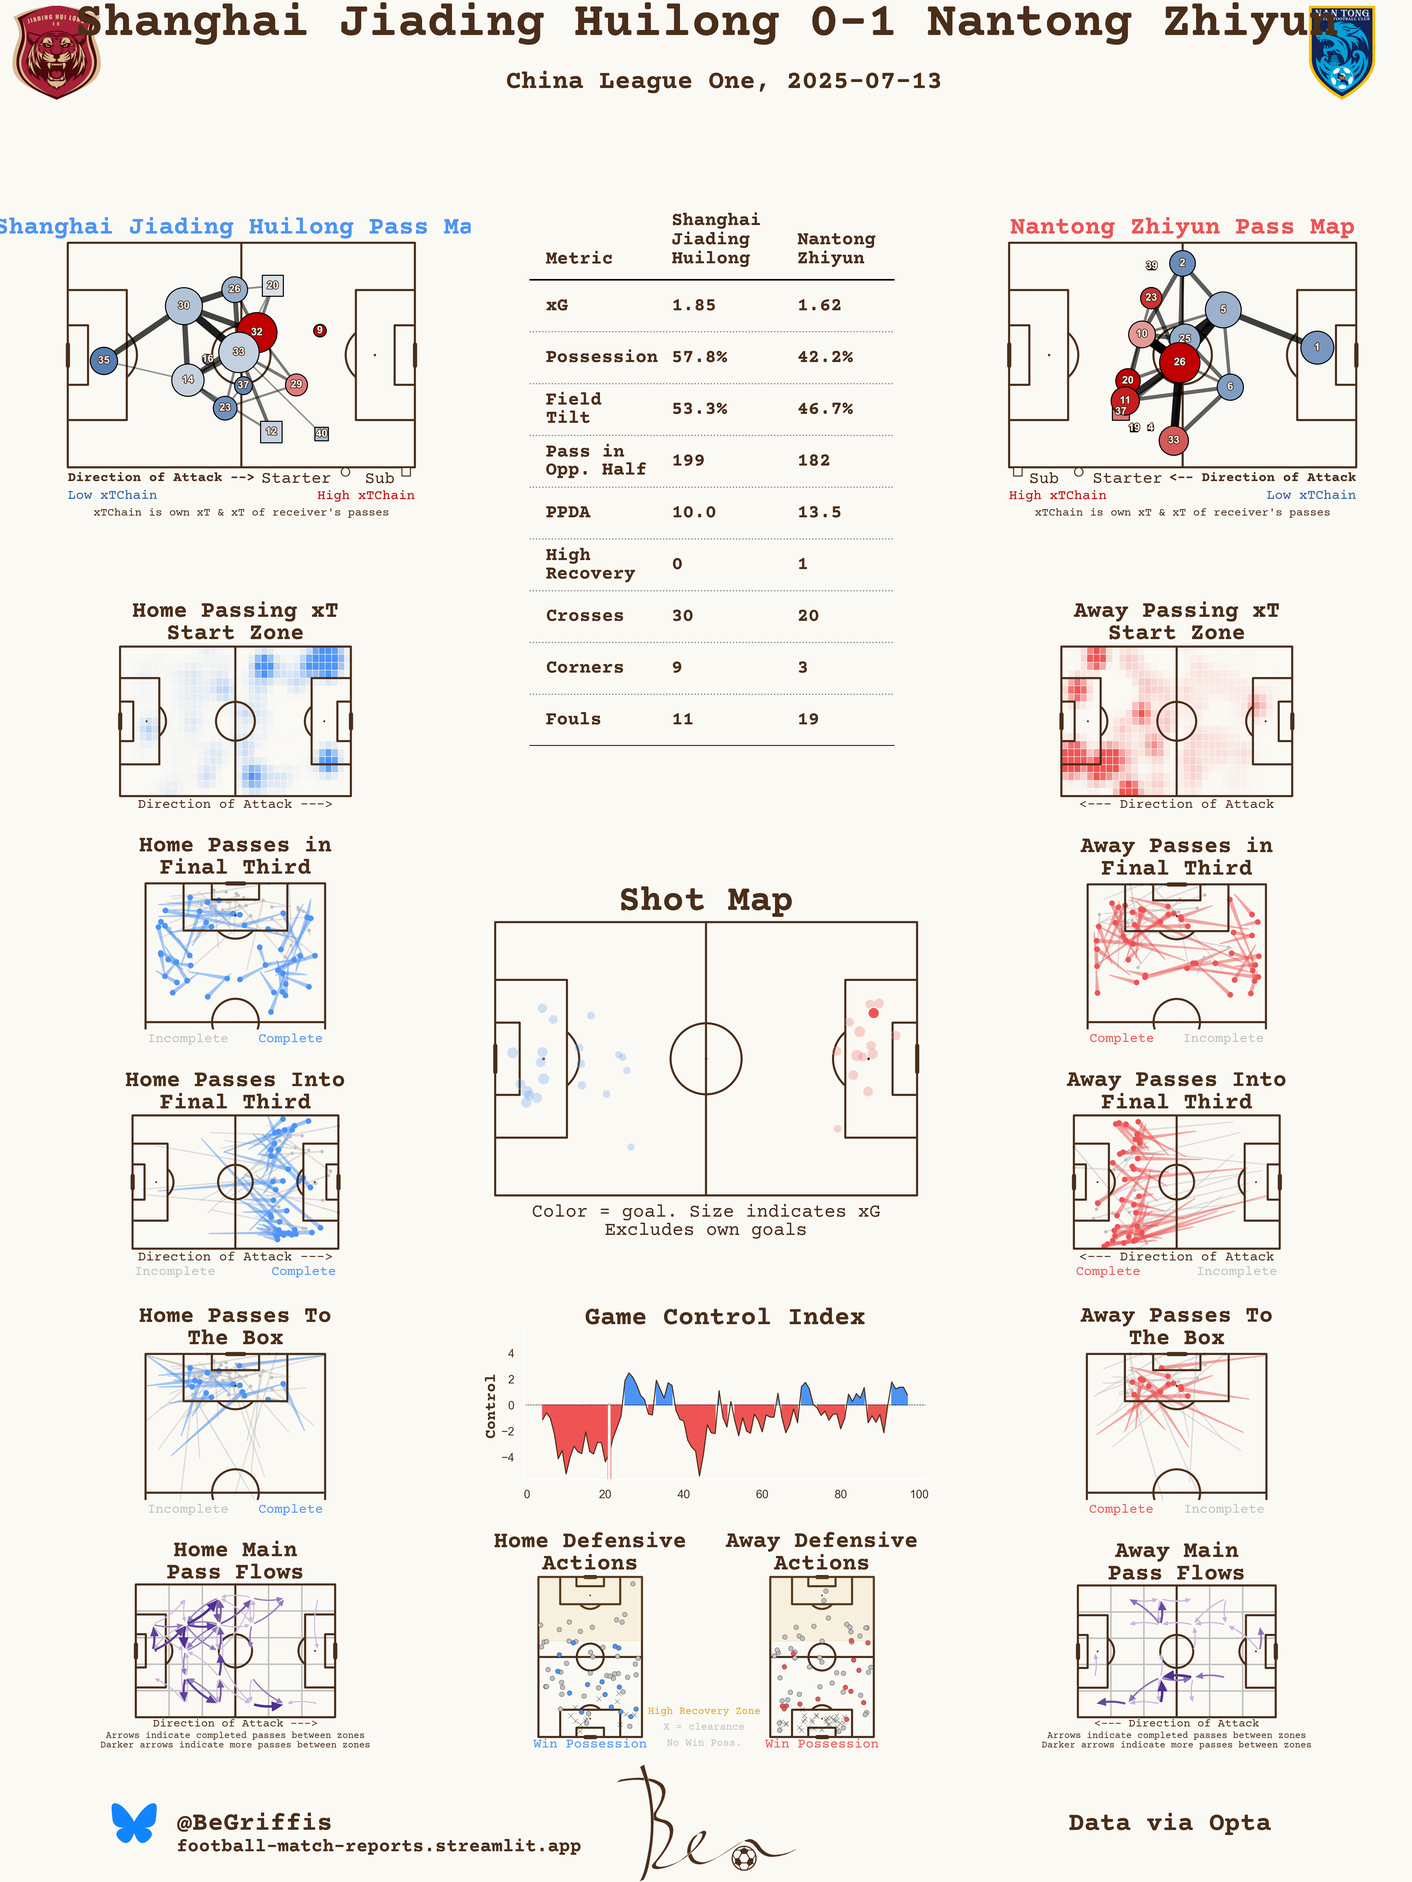 Shanghai Jiading Huilong 0-1 Nantong Zhiyun
China League One, 2025-07-13
JIADING HUI LONG
NAN TONG
FOOTBALL CLUB
Shanghai Jiading Huilong Pass Ma
26
20
30
32
9
16
33
35
14
37
29
23
12
40
Direction of Attack --> Starter Sub
Low xTChain High xTChain
xTChain is own xT & xT of receiver's passes
Metric Shanghai Jiading Huilong Nantong Zhiyun
xG 1.85 1.62
Possession 57.8% 42.2%
Field Tilt 53.3% 46.7%
Pass in Opp. Half 199 182
PPDA 10.0 13.5
High Recovery 0 1
Crosses 30 20
Corners 9 3
Fouls 11 19
Nantong Zhiyun Pass Map
39
2
23
5
10
25
1
26
20
6
11
37
19
4
33
Sub Starter <-- Direction of Attack
High xTChain Low xTChain
xTChain is own xT & xT of receiver's passes
Home Passing xT
Start Zone
Direction of Attack --->
Away Passing xT
Start Zone
<--- Direction of Attack
Home Passes in
Final Third
Incomplete Complete
Away Passes in
Final Third
Complete Incomplete
Shot Map
Color = goal. Size indicates xG
Excludes own goals
Home Passes Into
Final Third
Direction of Attack --->
Incomplete Complete
Away Passes Into
Final Third
<--- Direction of Attack
Complete Incomplete
Home Passes To
The Box
Incomplete Complete
Game Control Index
Control
4
2
0
−2
−4
0 20 40 60 80 100
Away Passes To
The Box
Complete Incomplete
Home Main
Pass Flows
Direction of Attack --->
Arrows indicate completed passes between zones
Darker arrows indicate more passes between zones
Home Defensive
Actions
Win Possession
Away Defensive
Actions
Win Possession
High Recovery Zone
X = clearance
No Win Poss.
Away Main
Pass Flows
<--- Direction of Attack
Arrows indicate completed passes between zones
Darker arrows indicate more passes between zones
@BeGriffis
football-match-reports.streamlit.app
Ben
Data via Opta